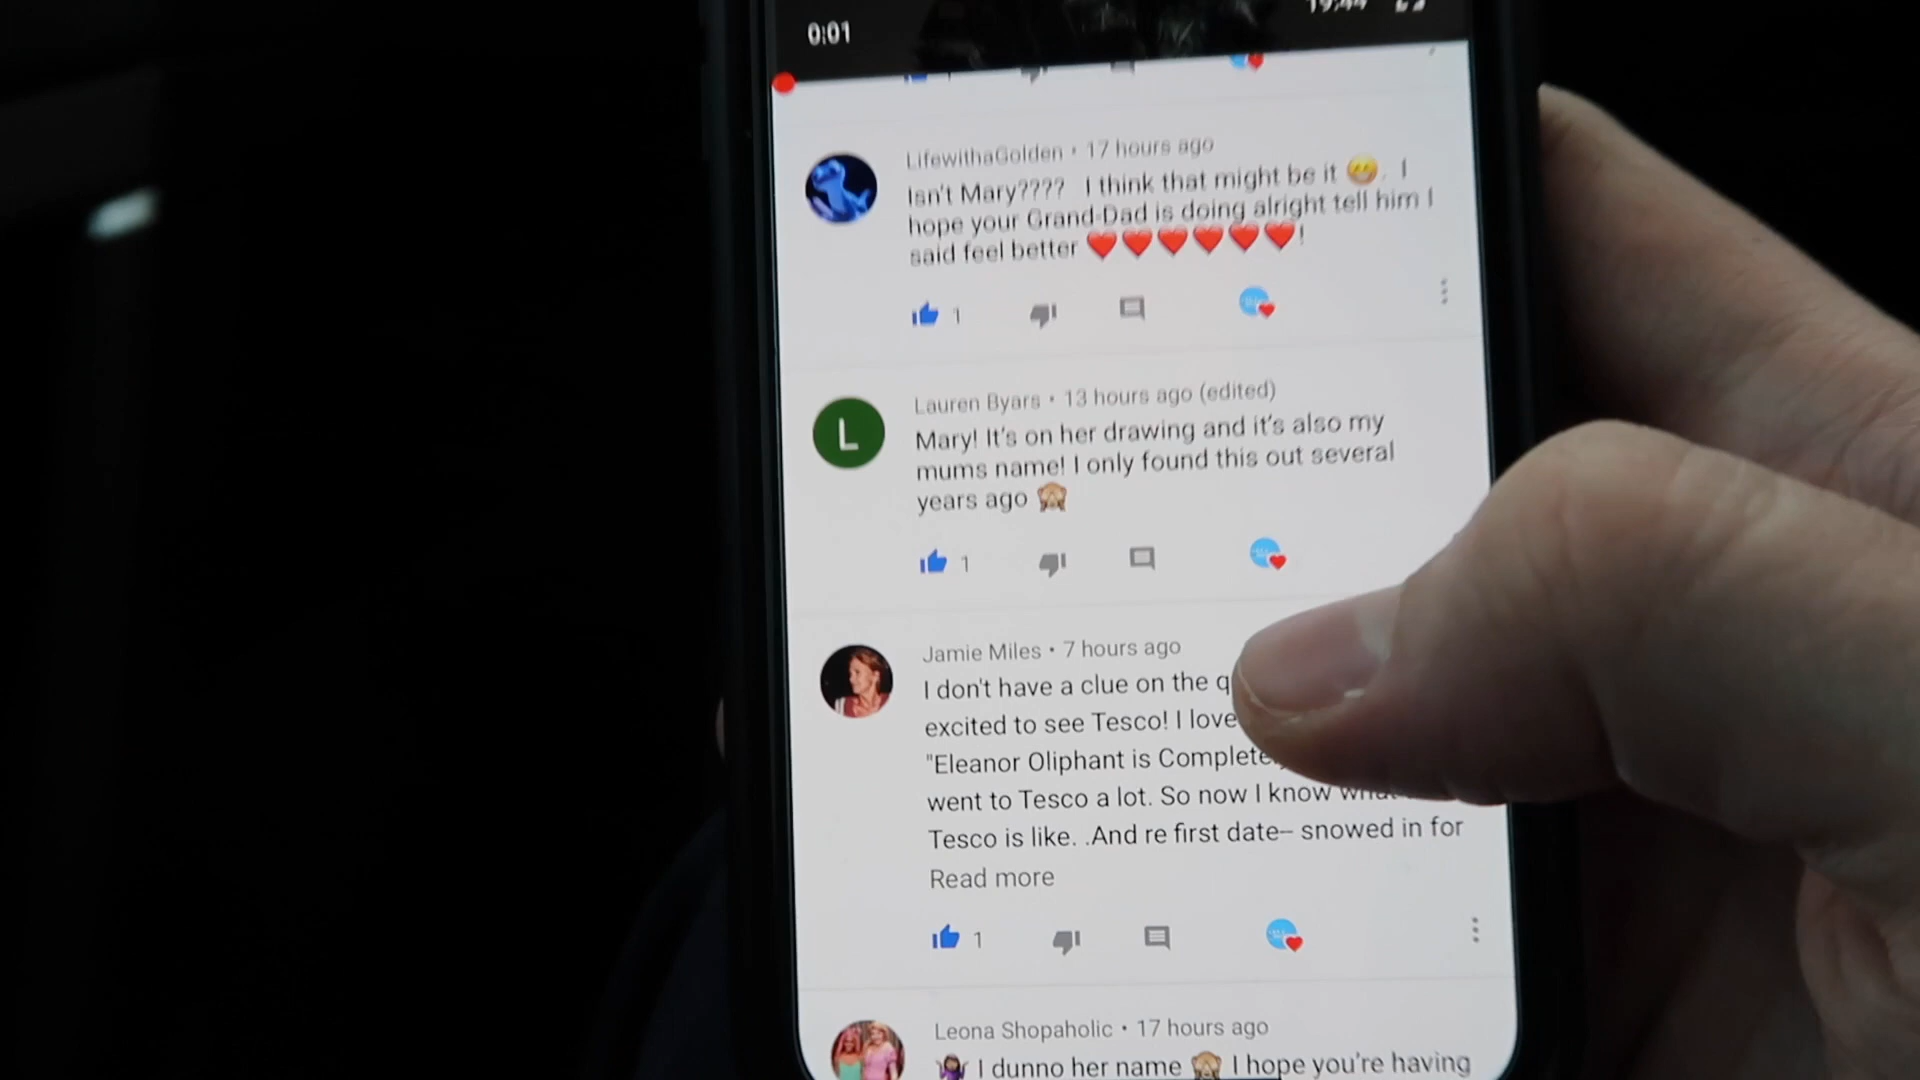 0:01
19:44
LifewithaGolden • 17 hours ago
Isn't Mary???? I think that might be it 😁. I
hope your Grand-Dad is doing alright tell him I
said feel better ❤️❤️❤️❤️❤️❤️!
1
L
Lauren Byars • 13 hours ago (edited)
Mary! It's on her drawing and it's also my
mums name! I only found this out several
years ago 🙈
1
Jamie Miles • 7 hours ago
I don't have a clue on the q
excited to see Tesco! I love
"Eleanor Oliphant is Complete
went to Tesco a lot. So now I know
Tesco is like. .And re first date– snowed in for
Read more
1
Leona Shopaholic • 17 hours ago
🤷🏾‍♀️ I dunno her name 🙈 I hope you're having